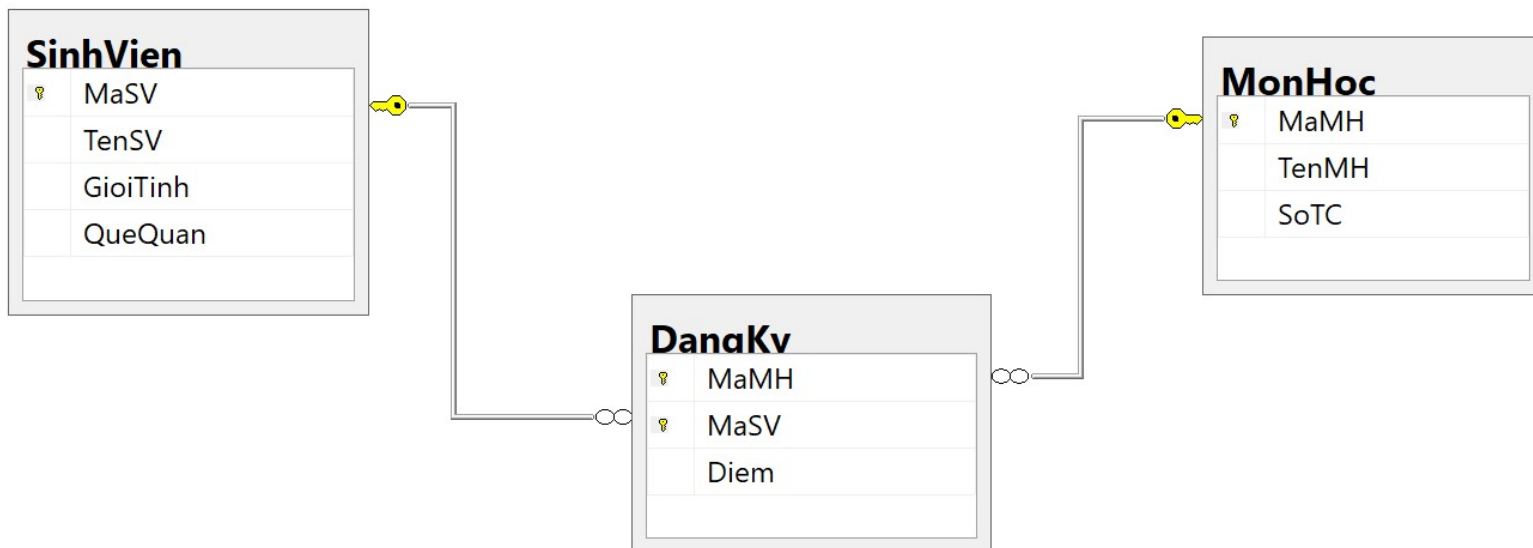 SinhVien
MaSV
TenSV
GioiTinh
QueQuan
MonHoc
MaMH
TenMH
SoTC
DangKy
MaMH
MaSV
Diem